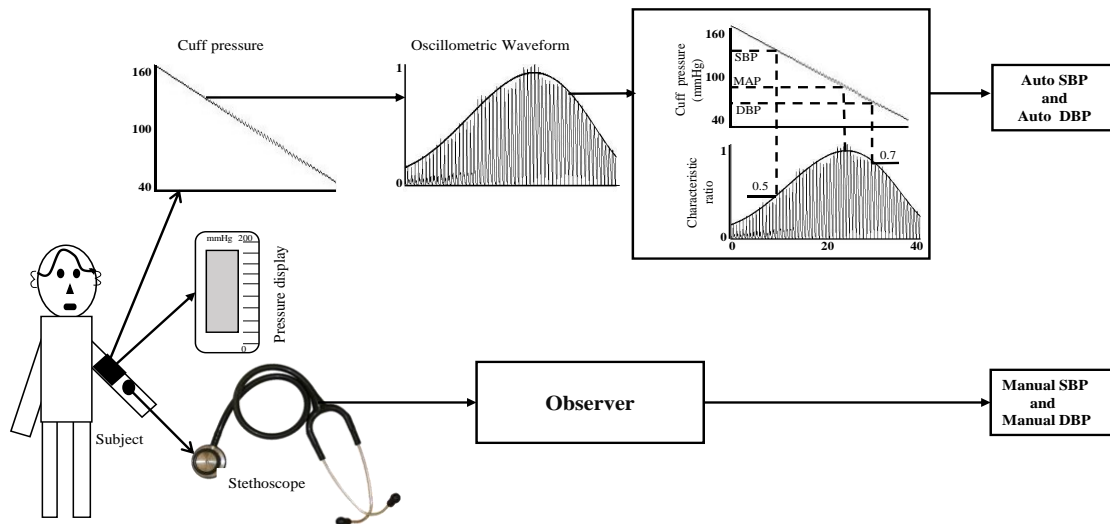 Cuff pressure
160
100
40
Oscillometric Waveform
1
0
160
100
40
Cuff pressure
(mmHg)
SBP
MAP
DBP
Characteristic
ratio
1
0.5
0.7
0
0
20
40
Auto SBP
and
Auto DBP
mmHg 200
0
Pressure display
Subject
Stethoscope
Observer
Manual SBP
and
Manual DBP